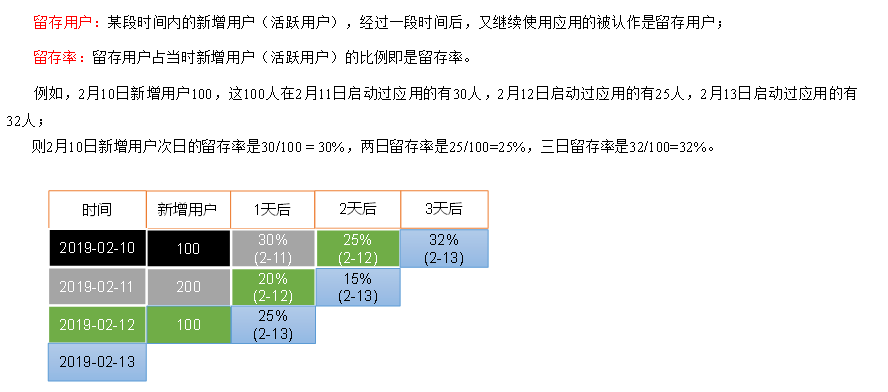 留存用户：某段时间内的新增用户（活跃用户），经过一段时间后，又继续使用应用的被认作是留存用户；
留存率：留存用户占当时新增用户（活跃用户）的比例即是留存率。
例如，2月10日新增用户100，这100人在2月11日启动过应用的有30人，2月12日启动过应用的有25人，2月13日启动过应用的有
32人；
则2月10日新增用户次日的留存率是30/100 = 30%，两日留存率是25/100=25%，三日留存率是32/100=32%。
时间 新增用户 1天后 2天后 3天后
2019-02-10 100 30% 25% 32%
(2-11) (2-12) (2-13)
2019-02-11 200 20% 15%
(2-12) (2-13)
2019-02-12 100 25%
(2-13)
2019-02-13